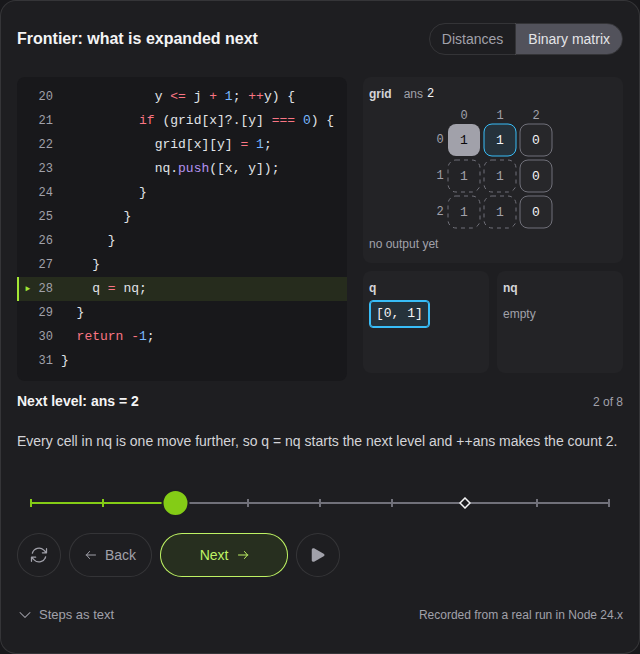 Frontier: what is expanded next
Distances
Binary matrix
20 y <= j + 1; ++y) {
21 if (grid[x]?.[y] === 0) {
22 grid[x][y] = 1;
23 nq.push([x, y]);
24 }
25 }
26 }
27 }
28 q = nq;
29 }
30 return -1;
31 }
grid ans 2
0 1 2
0 1 1 0
1 1 1 0
2 1 1 0
no output yet
q
[0, 1]
nq
empty
Next level: ans = 2
2 of 8
Every cell in nq is one move further, so q = nq starts the next level and ++ans makes the count 2.
← Back
Next →
Steps as text
Recorded from a real run in Node 24.x